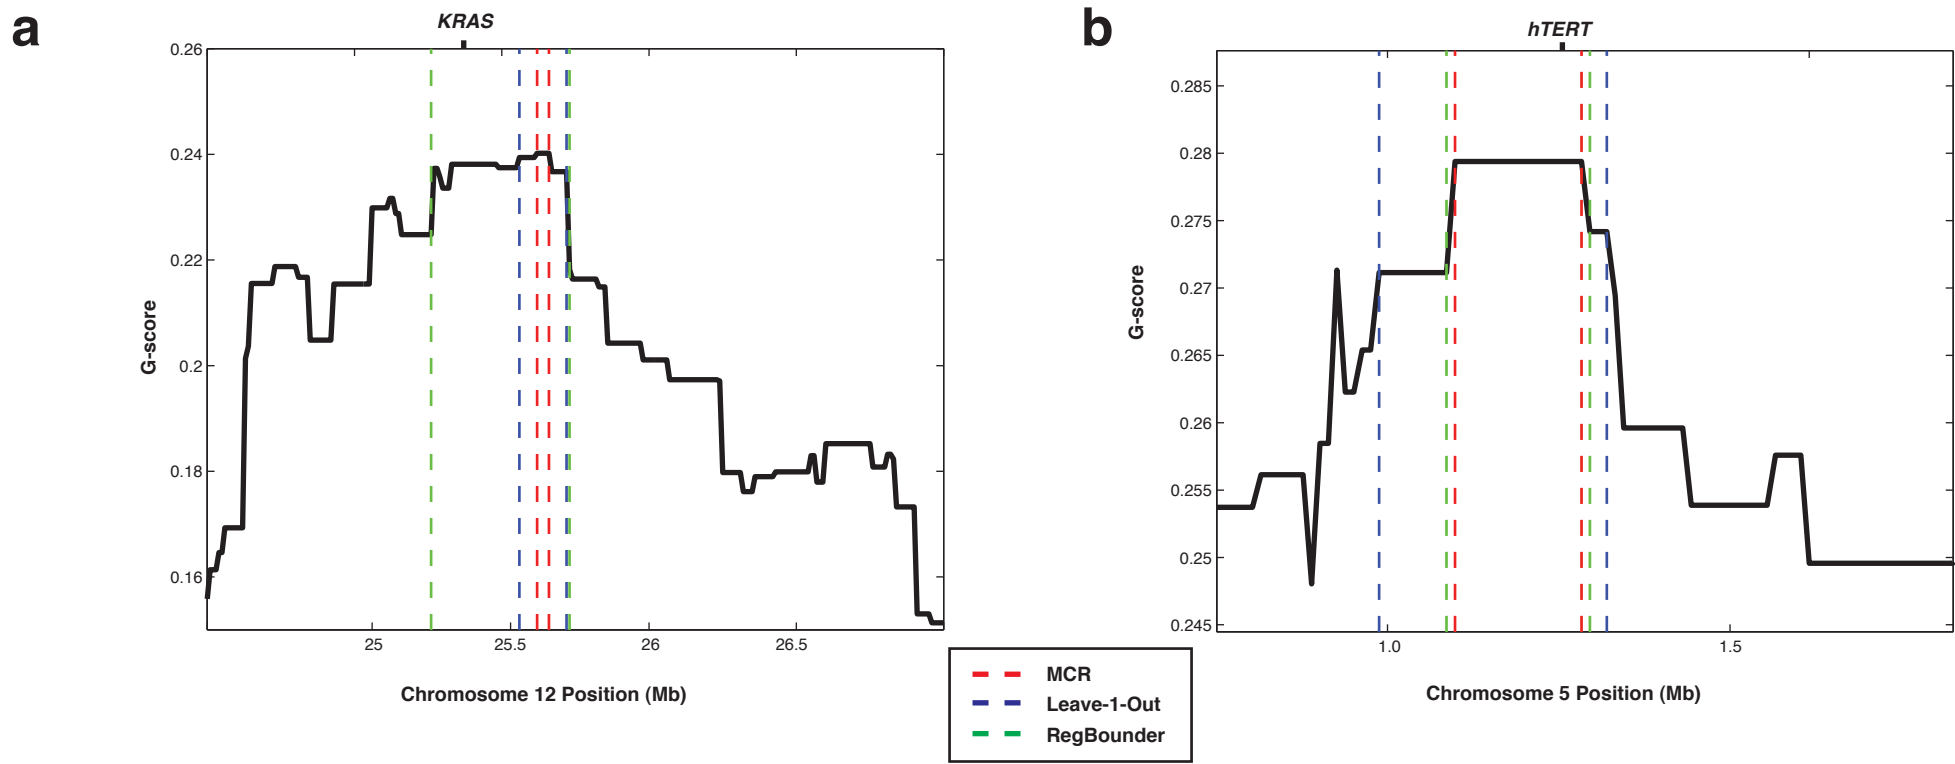 a
KRAS
0.26
0.24
0.22
0.2
0.18
0.16
G-score
25
25.5
26
26.5
Chromosome 12 Position (Mb)
b
hTERT
0.285
0.28
0.275
0.27
0.265
0.26
0.255
0.25
0.245
G-score
1.0
1.5
Chromosome 5 Position (Mb)
MCR
Leave-1-Out
RegBounder